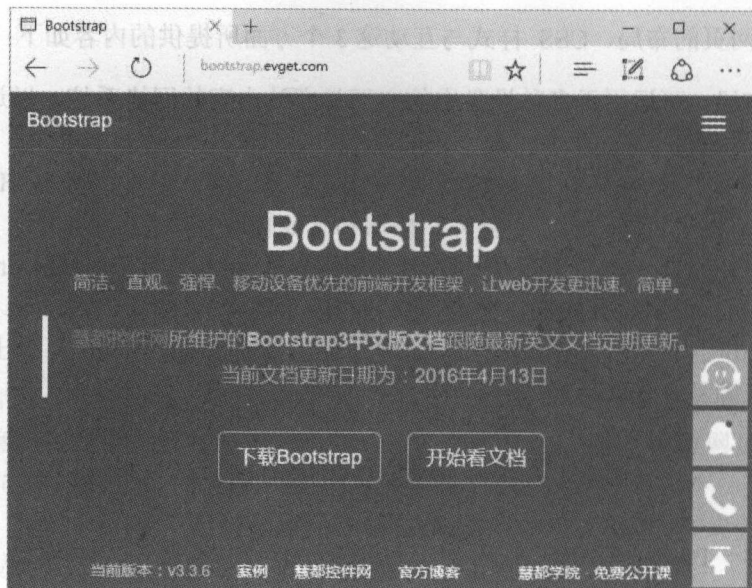 Bootstrap
bootstrap.evget.com
Bootstrap
Bootstrap
简洁、直观、强悍、移动设备优先的前端开发框架，让web开发更迅速、简单。
慧都控件网所维护的Bootstrap3中文版文档跟随最新英文文档定期更新。
当前文档更新日期为：2016年4月13日
下载Bootstrap 开始看文档
当前版本：v3.3.6 案例 慧都控件网 官方博客 慧都学院 免费公开课